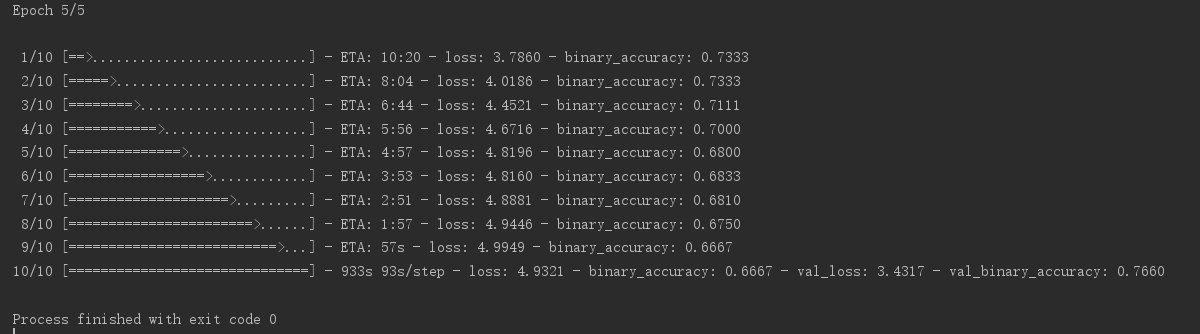 Epoch 5/5
1/10 [==>...........................] - ETA: 10:20 - loss: 3.7860 - binary_accuracy: 0.7333
2/10 [=====>........................] - ETA: 8:04 - loss: 4.0186 - binary_accuracy: 0.7333
3/10 [========>.....................] - ETA: 6:44 - loss: 4.4521 - binary_accuracy: 0.7111
4/10 [===========>..................] - ETA: 5:56 - loss: 4.6716 - binary_accuracy: 0.7000
5/10 [==============>...............] - ETA: 4:57 - loss: 4.8196 - binary_accuracy: 0.6800
6/10 [=================>............] - ETA: 3:53 - loss: 4.8160 - binary_accuracy: 0.6833
7/10 [====================>.........] - ETA: 2:51 - loss: 4.8881 - binary_accuracy: 0.6810
8/10 [=======================>......] - ETA: 1:57 - loss: 4.9446 - binary_accuracy: 0.6750
9/10 [==========================>...] - ETA: 57s - loss: 4.9949 - binary_accuracy: 0.6667
10/10 [==============================] - 933s 93s/step - loss: 4.9321 - binary_accuracy: 0.6667 - val_loss: 3.4317 - val_binary_accuracy: 0.7660
Process finished with exit code 0